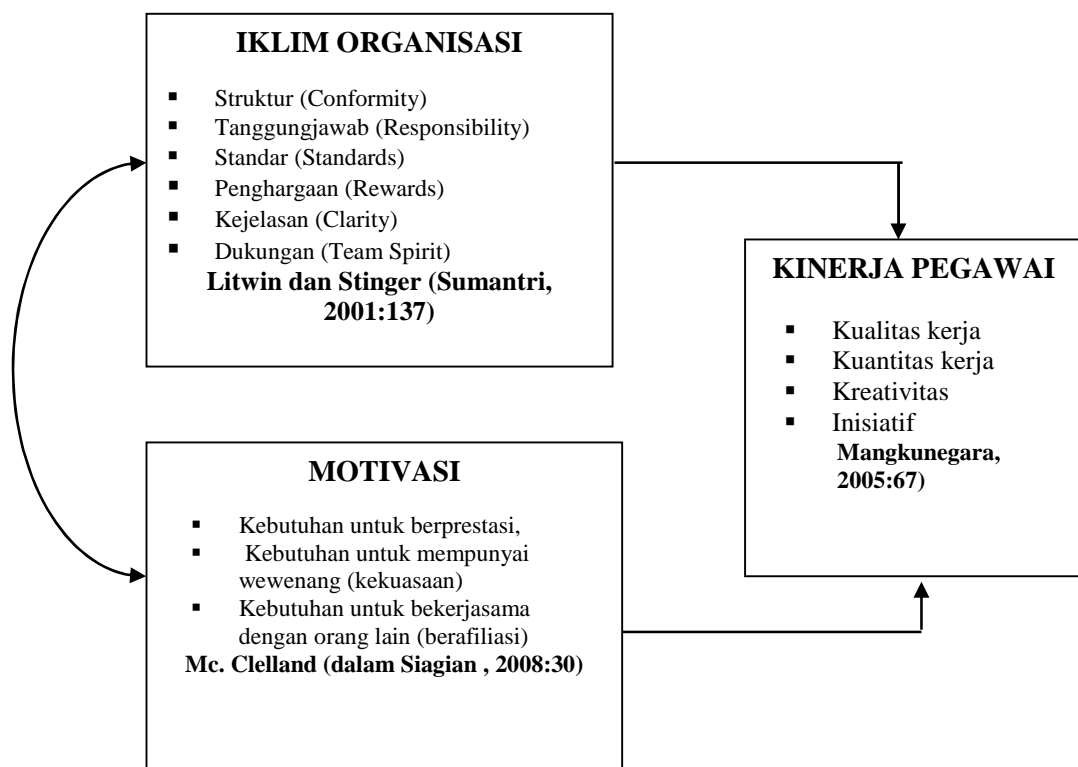 IKLIM ORGANISASI
▪ Struktur (Conformity)
▪ Tanggungjawab (Responsibility)
▪ Standar (Standards)
▪ Penghargaan (Rewards)
▪ Kejelasan (Clarity)
▪ Dukungan (Team Spirit)
Litwin dan Stinger (Sumantri,
2001:137)
MOTIVASI
▪ Kebutuhan untuk berprestasi,
▪ Kebutuhan untuk mempunyai
wewenang (kekuasaan)
▪ Kebutuhan untuk bekerjasama
dengan orang lain (berafiliasi)
Mc. Clelland (dalam Siagian , 2008:30)
KINERJA PEGAWAI
▪ Kualitas kerja
▪ Kuantitas kerja
▪ Kreativitas
▪ Inisiatif
Mangkunegara,
2005:67)